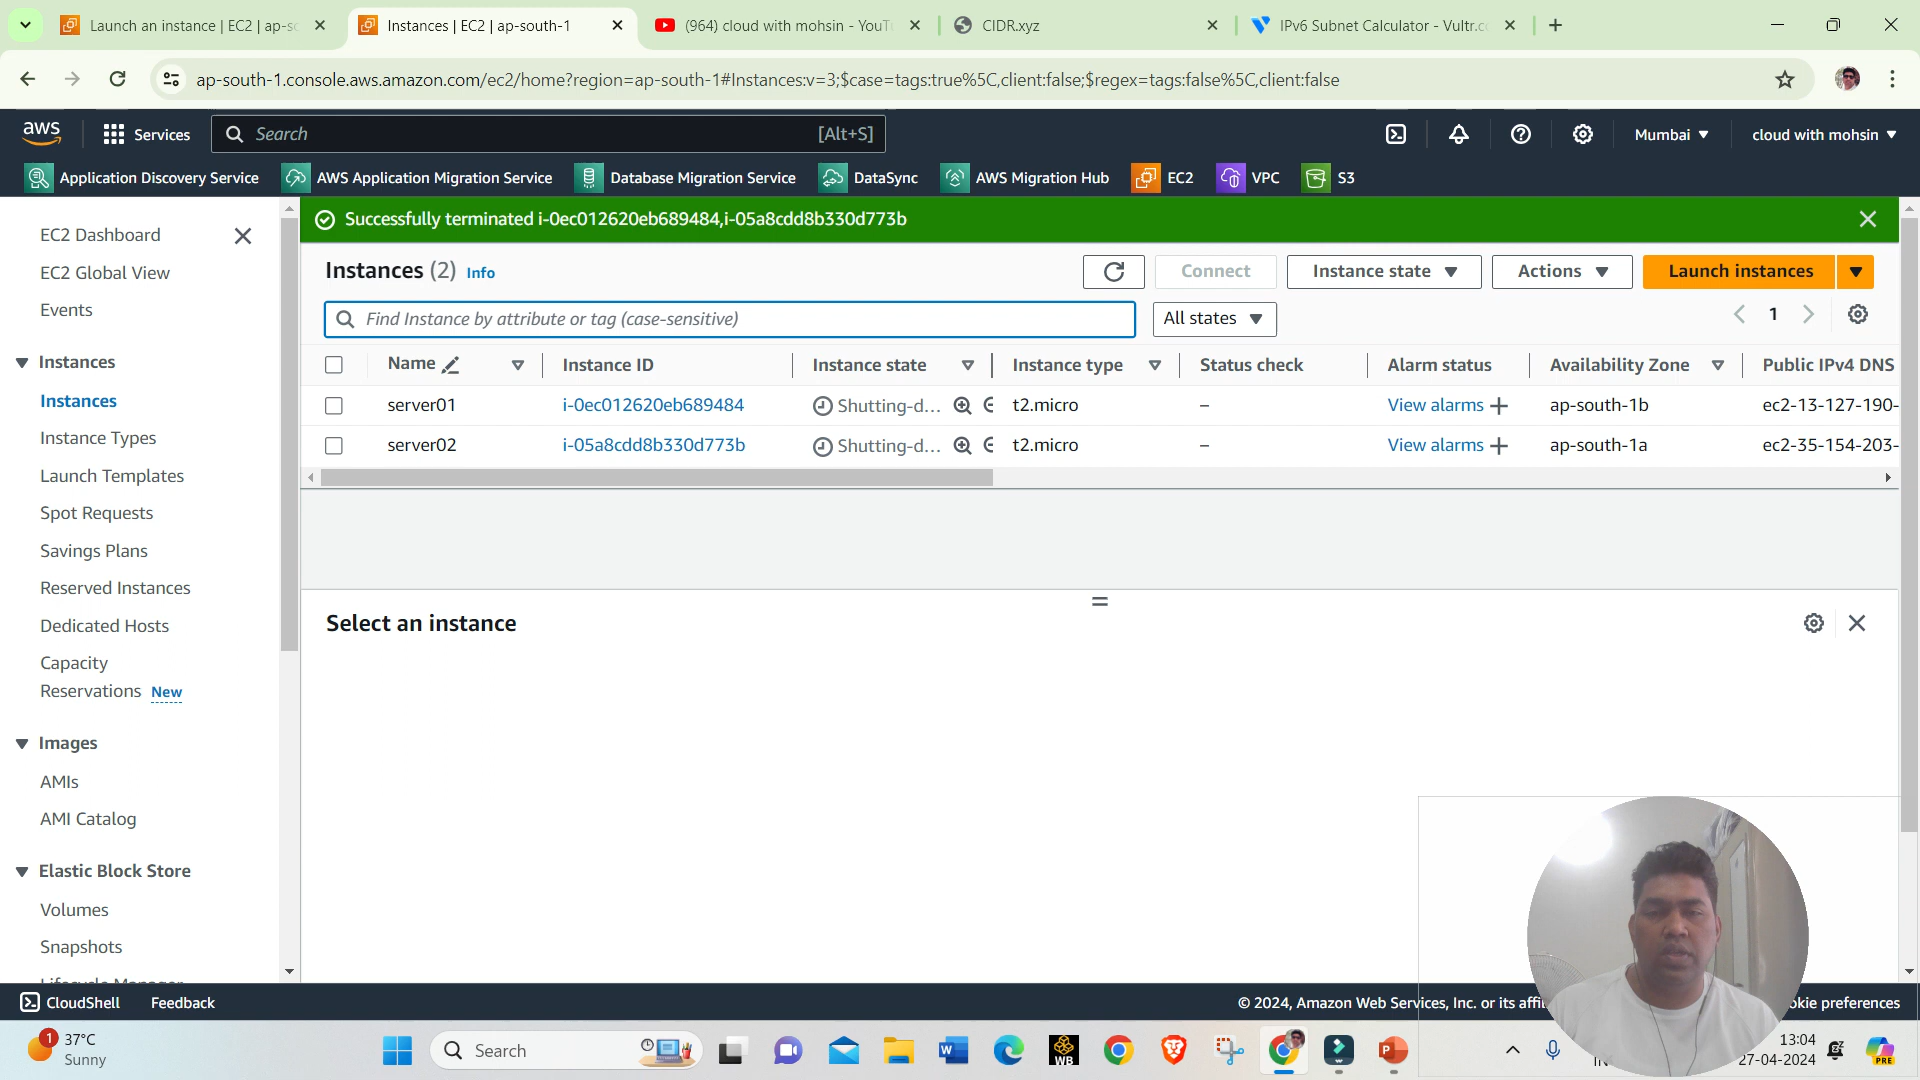 Launch an instance | EC2 | ap-sc
Instances | EC2 | ap-south-1
(964) cloud with mohsin - YouTu
CIDR.xyz
IPv6 Subnet Calculator - Vultr.co
ap-south-1.console.aws.amazon.com/ec2/home?region=ap-south-1#Instances:v=3;$case=tags:true%5C,client:false;$regex=tags:false%5C,client:false
aws
Services
Search
[Alt+S]
Mumbai
cloud with mohsin
Application Discovery Service
AWS Application Migration Service
Database Migration Service
DataSync
AWS Migration Hub
EC2
VPC
S3
EC2 Dashboard
EC2 Global View
Events
Instances
Instances
Instance Types
Launch Templates
Spot Requests
Savings Plans
Reserved Instances
Dedicated Hosts
Capacity
Reservations New
Images
AMIs
AMI Catalog
Elastic Block Store
Volumes
Snapshots
Lifecycle Manager
Successfully terminated i-0ec012620eb689484,i-05a8cdd8b330d773b
Instances (2) Info
Connect
Instance state
Actions
Launch instances
Find Instance by attribute or tag (case-sensitive)
All states
1
Name Instance ID Instance state Instance type Status check Alarm status Availability Zone Public IPv4 DNS
server01 i-0ec012620eb689484 Shutting-d... t2.micro – View alarms + ap-south-1b ec2-13-127-190-
server02 i-05a8cdd8b330d773b Shutting-d... t2.micro – View alarms + ap-south-1a ec2-35-154-203-
Select an instance
CloudShell
Feedback
© 2024, Amazon Web Services, Inc. or its affil
okie preferences
1
37°C
Sunny
Search
WB
IN
13:04
27-04-2024
PRE